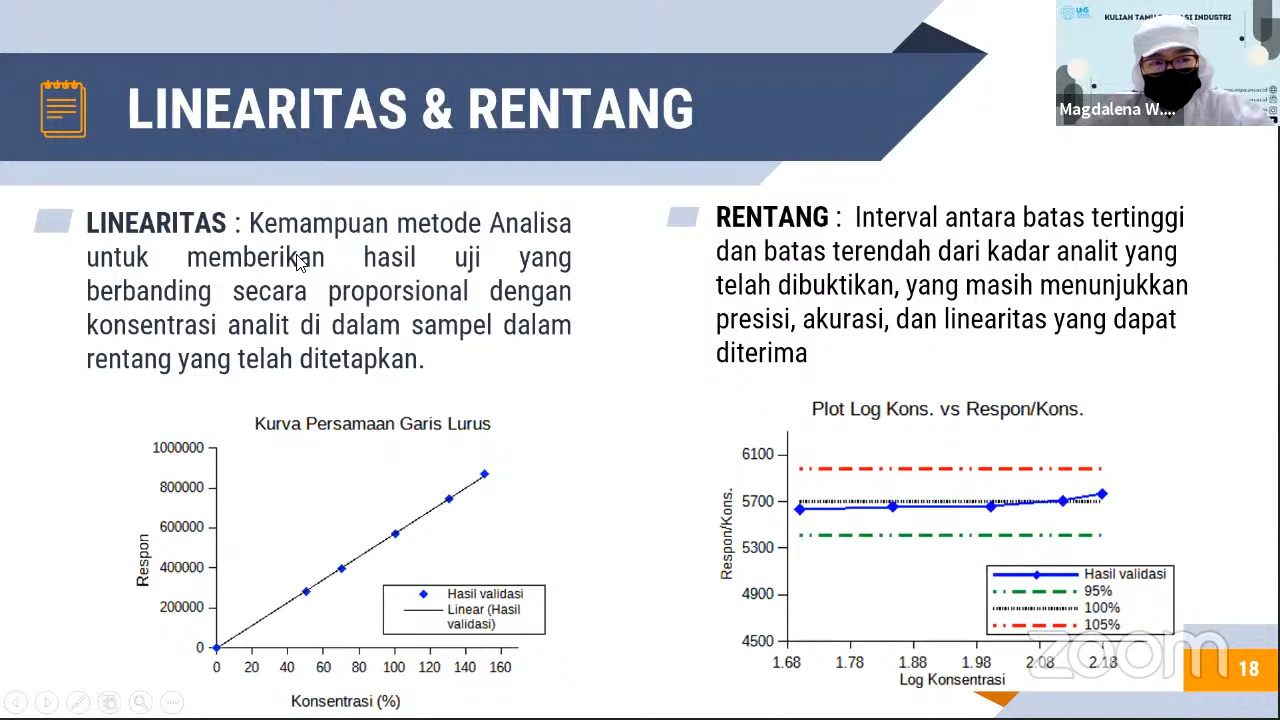 UNS
KULIAH TAMU
SI INDUSTRI
Magdalena W....
LINEARITAS & RENTANG
LINEARITAS : Kemampuan metode Analisa
untuk memberikan hasil uji yang
berbanding secara proporsional dengan
konsentrasi analit di dalam sampel dalam
rentang yang telah ditetapkan.
RENTANG : Interval antara batas tertinggi
dan batas terendah dari kadar analit yang
telah dibuktikan, yang masih menunjukkan
presisi, akurasi, dan linearitas yang dapat
diterima
Kurva Persamaan Garis Lurus
1000000
800000
600000
400000
200000
0
Respon
0 20 40 60 80 100 120 140 160
Konsentrasi (%)
Hasil validasi
Linear (Hasil
validasi)
Plot Log Kons. vs Respon/Kons.
6100
5700
5300
4900
4500
Respon/Kons.
1.68 1.78 1.88 1.98 2.08 2.18
Log Konsentrasi
Hasil validasi
95%
100%
105%
zoom
18